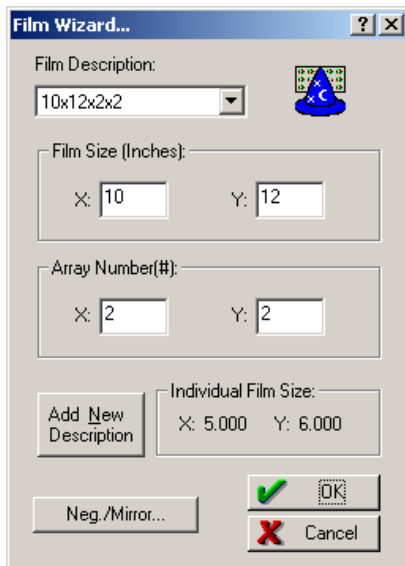 Film Wizard...
Film Description:
10x12x2x2
Film Size (Inches):
X: 10 Y: 12
Array Number(#):
X: 2 Y: 2
Add New
Description
Individual Film Size:
X: 5.000 Y: 6.000
Neg./Mirror...
OK
Cancel